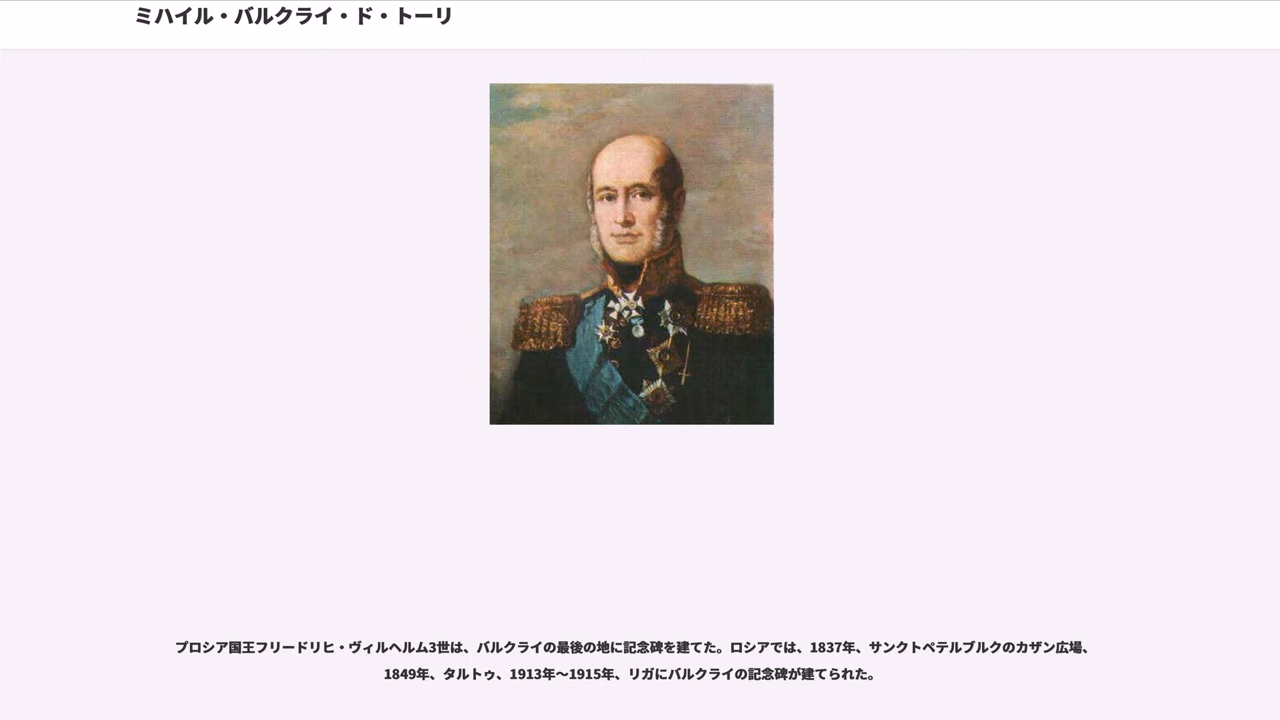 ミハイル・バルクライ・ド・トーリ
プロシア国王フリードリヒ・ヴィルヘルム3世は、バルクライの最後の地に記念碑を建てた。ロシアでは、1837年、サンクトペテルブルクのカザン広場、
1849年、タルトゥ、1913年〜1915年、リガにバルクライの記念碑が建てられた。